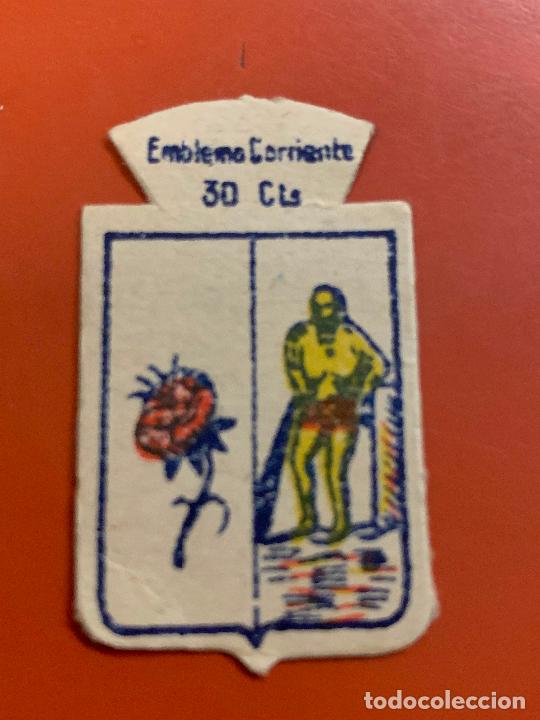 Emblema Corriente
30 Cts
todocoleccion